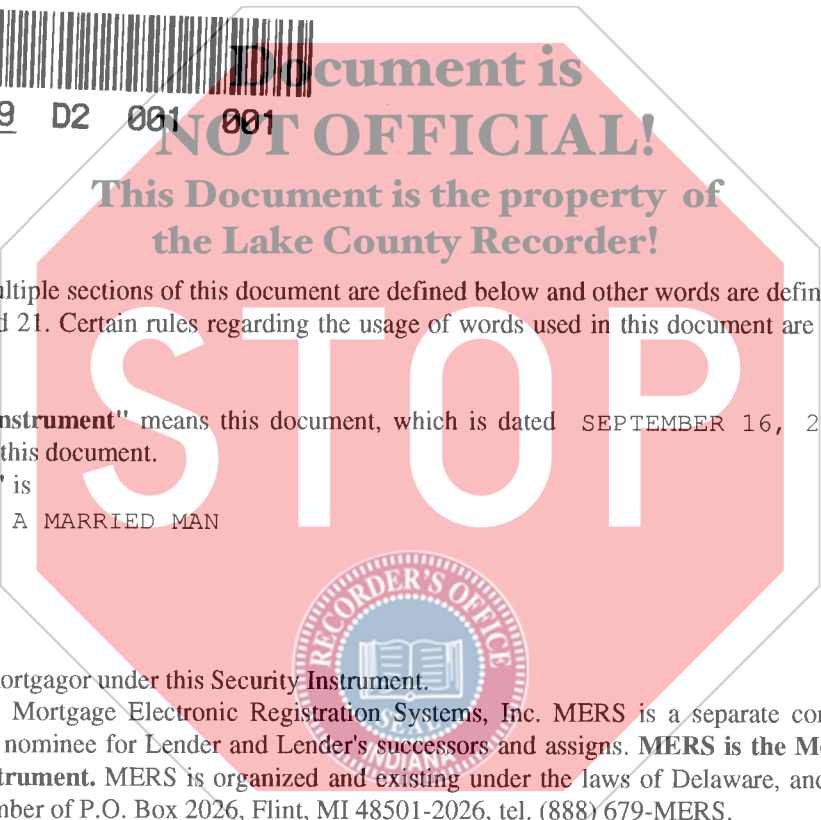 Document is
9 D2 001 001
NOT OFFICIAL!
This Document is the property of
the Lake County Recorder!
ultiple sections of this document are defined below and other words are defin
d 21. Certain rules regarding the usage of words used in this document are
STOP
nstrument" means this document, which is dated SEPTEMBER 16, 2
this document.
" is
A MARRIED MAN
RECORDER'S OFFICE
SEAL
INDIANA
ortgagor under this Security Instrument.
Mortgage Electronic Registration Systems, Inc. MERS is a separate cor
nominee for Lender and Lender's successors and assigns. MERS is the Mo
trument. MERS is organized and existing under the laws of Delaware, and
mber of P.O. Box 2026, Flint, MI 48501-2026, tel. (888) 679-MERS.